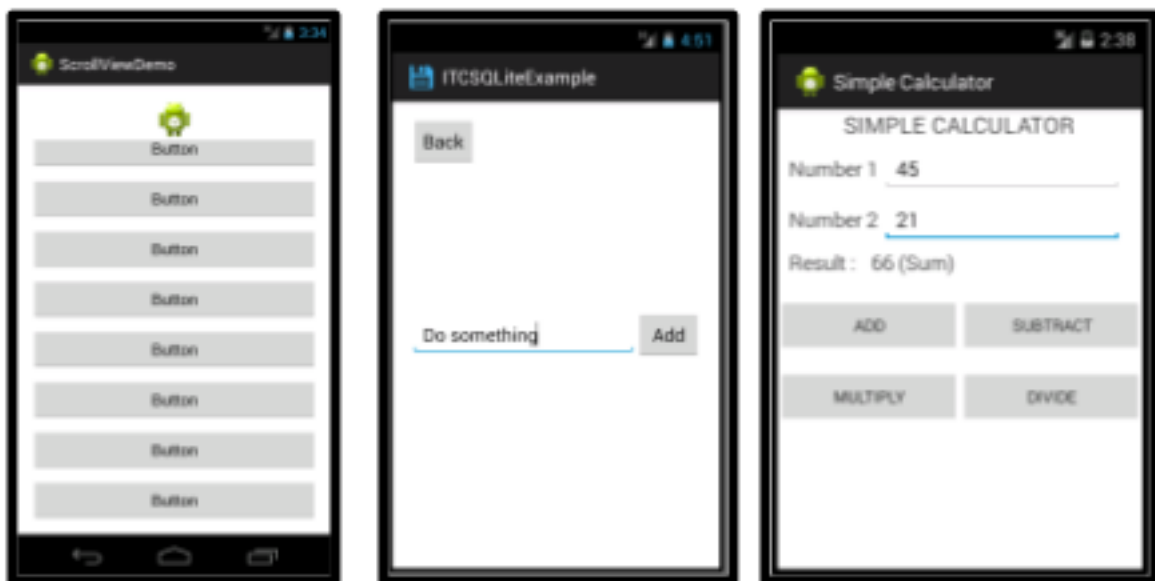 3:34
ScrollViewDemo
Button
Button
Button
Button
Button
Button
Button
Button
4:51
ITCSQLiteExample
Back
Do something
Add
2:38
Simple Calculator
SIMPLE CALCULATOR
Number 1 45
Number 2 21
Result : 66 (Sum)
ADD SUBTRACT
MULTIPLY DIVIDE